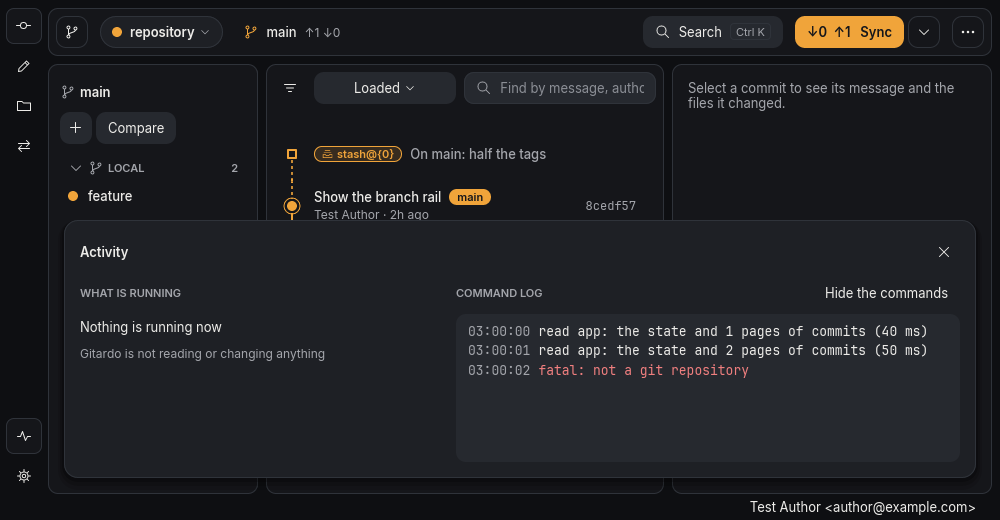 repository
main ↑1 ↓0
Search Ctrl K
↓0 ↑1 Sync
main
+ Compare
LOCAL 2
feature
Loaded
Find by message, autho
stash@{0} On main: half the tags
Show the branch rail main
Test Author · 2h ago
8cedf57
Select a commit to see its message and the
files it changed.
Activity
WHAT IS RUNNING
Nothing is running now
Gitardo is not reading or changing anything
COMMAND LOG
Hide the commands
03:00:00 read app: the state and 1 pages of commits (40 ms)
03:00:01 read app: the state and 2 pages of commits (50 ms)
03:00:02 fatal: not a git repository
Test Author <author@example.com>